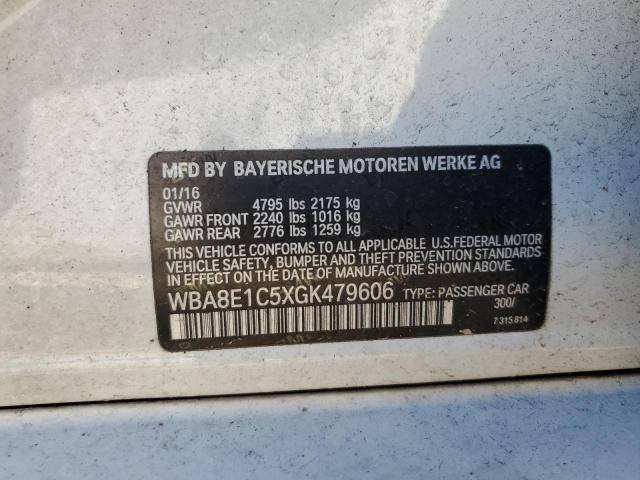 MFD BY BAYERISCHE MOTOREN WERKE AG
01/16
GVWR 4795 lbs 2175 kg
GAWR FRONT 2240 lbs 1016 kg
GAWR REAR 2776 lbs 1259 kg
THIS VEHICLE CONFORMS TO ALL APPLICABLE U.S.FEDERAL MOTOR
VEHICLE SAFETY, BUMPER AND THEFT PREVENTION STANDARDS
IN EFFECT ON THE DATE OF MANUFACTURE SHOWN ABOVE.
WBA8E1C5XGK479606 TYPE: PASSENGER CAR
300/
7.315.814